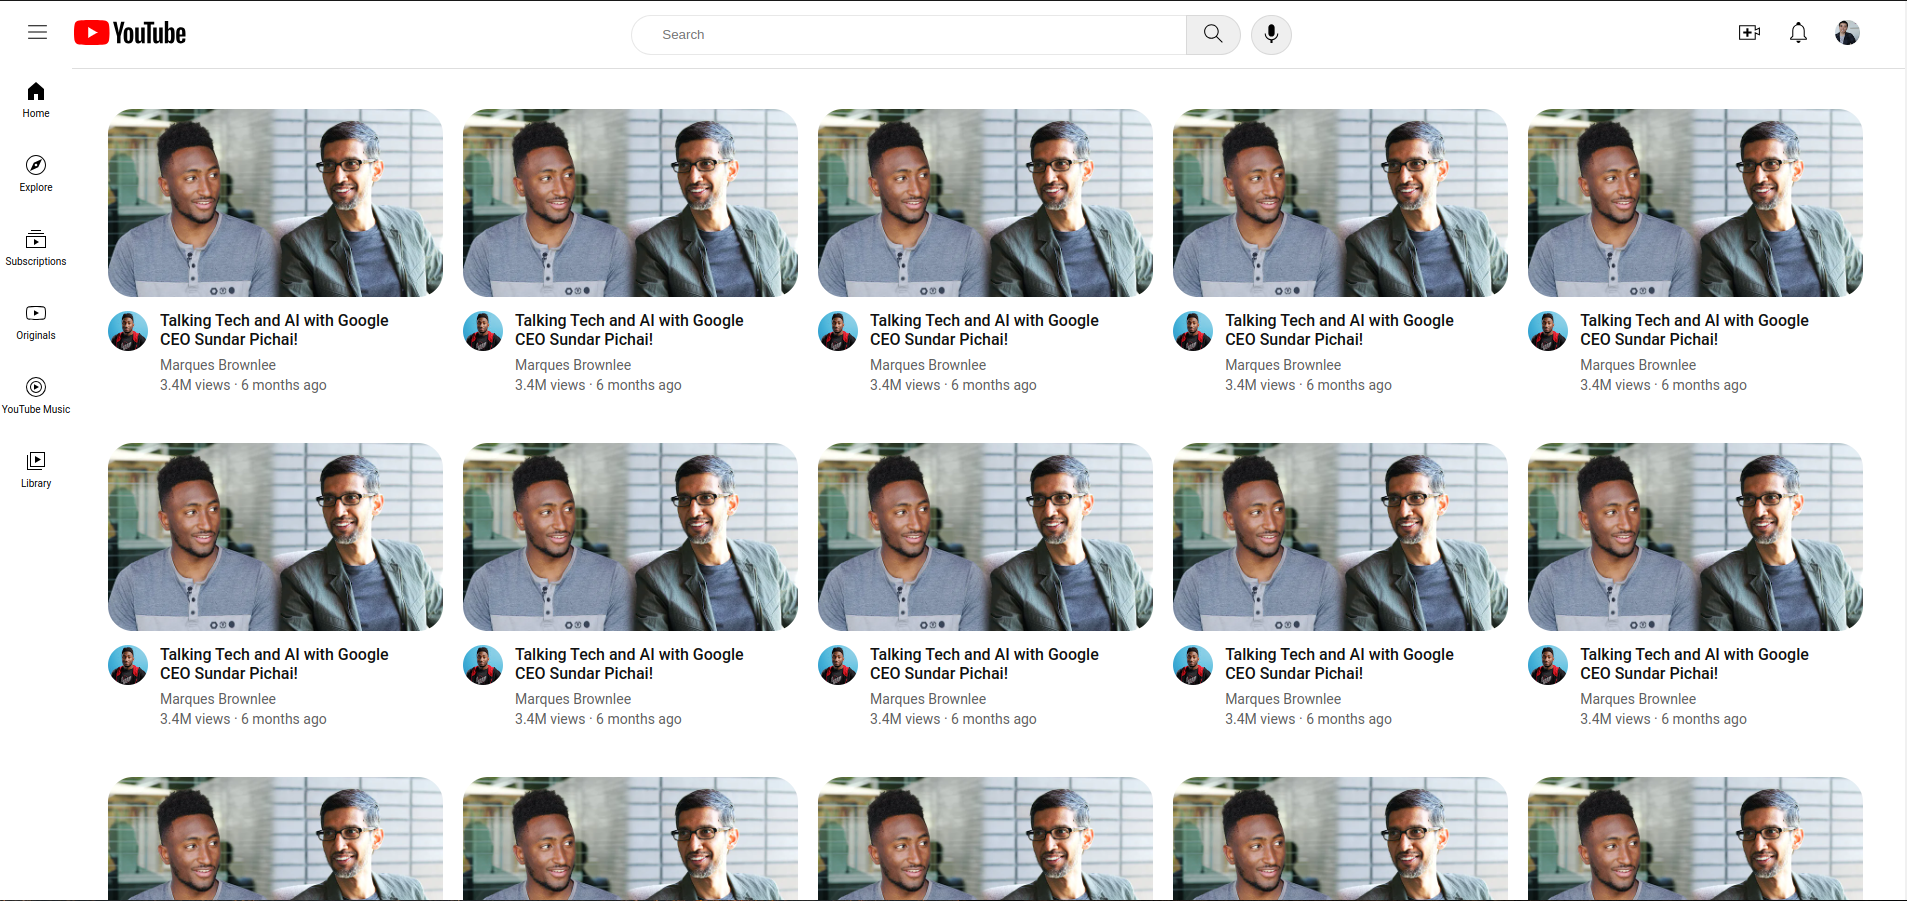 YouTube
Search
Home
Explore
Subscriptions
Originals
YouTube Music
Library
Talking Tech and AI with Google
CEO Sundar Pichai!
Marques Brownlee
3.4M views · 6 months ago
Talking Tech and AI with Google
CEO Sundar Pichai!
Marques Brownlee
3.4M views · 6 months ago
Talking Tech and AI with Google
CEO Sundar Pichai!
Marques Brownlee
3.4M views · 6 months ago
Talking Tech and AI with Google
CEO Sundar Pichai!
Marques Brownlee
3.4M views · 6 months ago
Talking Tech and AI with Google
CEO Sundar Pichai!
Marques Brownlee
3.4M views · 6 months ago
Talking Tech and AI with Google
CEO Sundar Pichai!
Marques Brownlee
3.4M views · 6 months ago
Talking Tech and AI with Google
CEO Sundar Pichai!
Marques Brownlee
3.4M views · 6 months ago
Talking Tech and AI with Google
CEO Sundar Pichai!
Marques Brownlee
3.4M views · 6 months ago
Talking Tech and AI with Google
CEO Sundar Pichai!
Marques Brownlee
3.4M views · 6 months ago
Talking Tech and AI with Google
CEO Sundar Pichai!
Marques Brownlee
3.4M views · 6 months ago